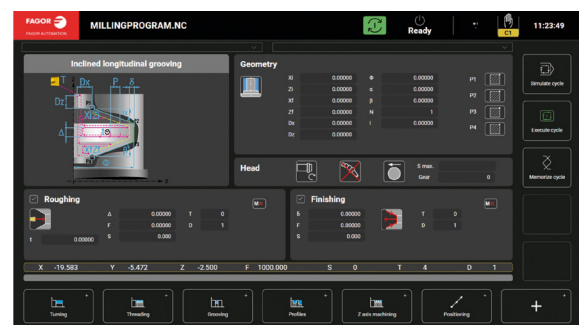 FAGOR
FAGOR AUTOMATION
MILLINGPROGRAM.NC
Ready
C1
11:23:49
Inclined longitudinal grooving
T Dx P δ
Dz
Δ
Geometry
Xi 0.00000 Φ 0.00000 P1
Zi 0.00000 α 0.00000 P2
Xf 0.00000 β 0.00000
Zf 0.00000 N 1 P3
Dx 0.00000 I 0.00000 P4
Dz 0.00000
Simulate cycle
Execute cycle
Memorize cycle
Head
S max.
Gear 0
Roughing
Δ 0.00000 T 0
F 0.00000 D 1
S 0.000
t 0.00000
Finishing
δ 0.00000 T 0
F 0.00000 D 1
S 0.000
X -19.583 Y -5.472 Z -2.500 F 1000.000 S 0 T 4 D 1
Turning
Threading
Grooving
Profiles
Z axis machining
Positioning
+